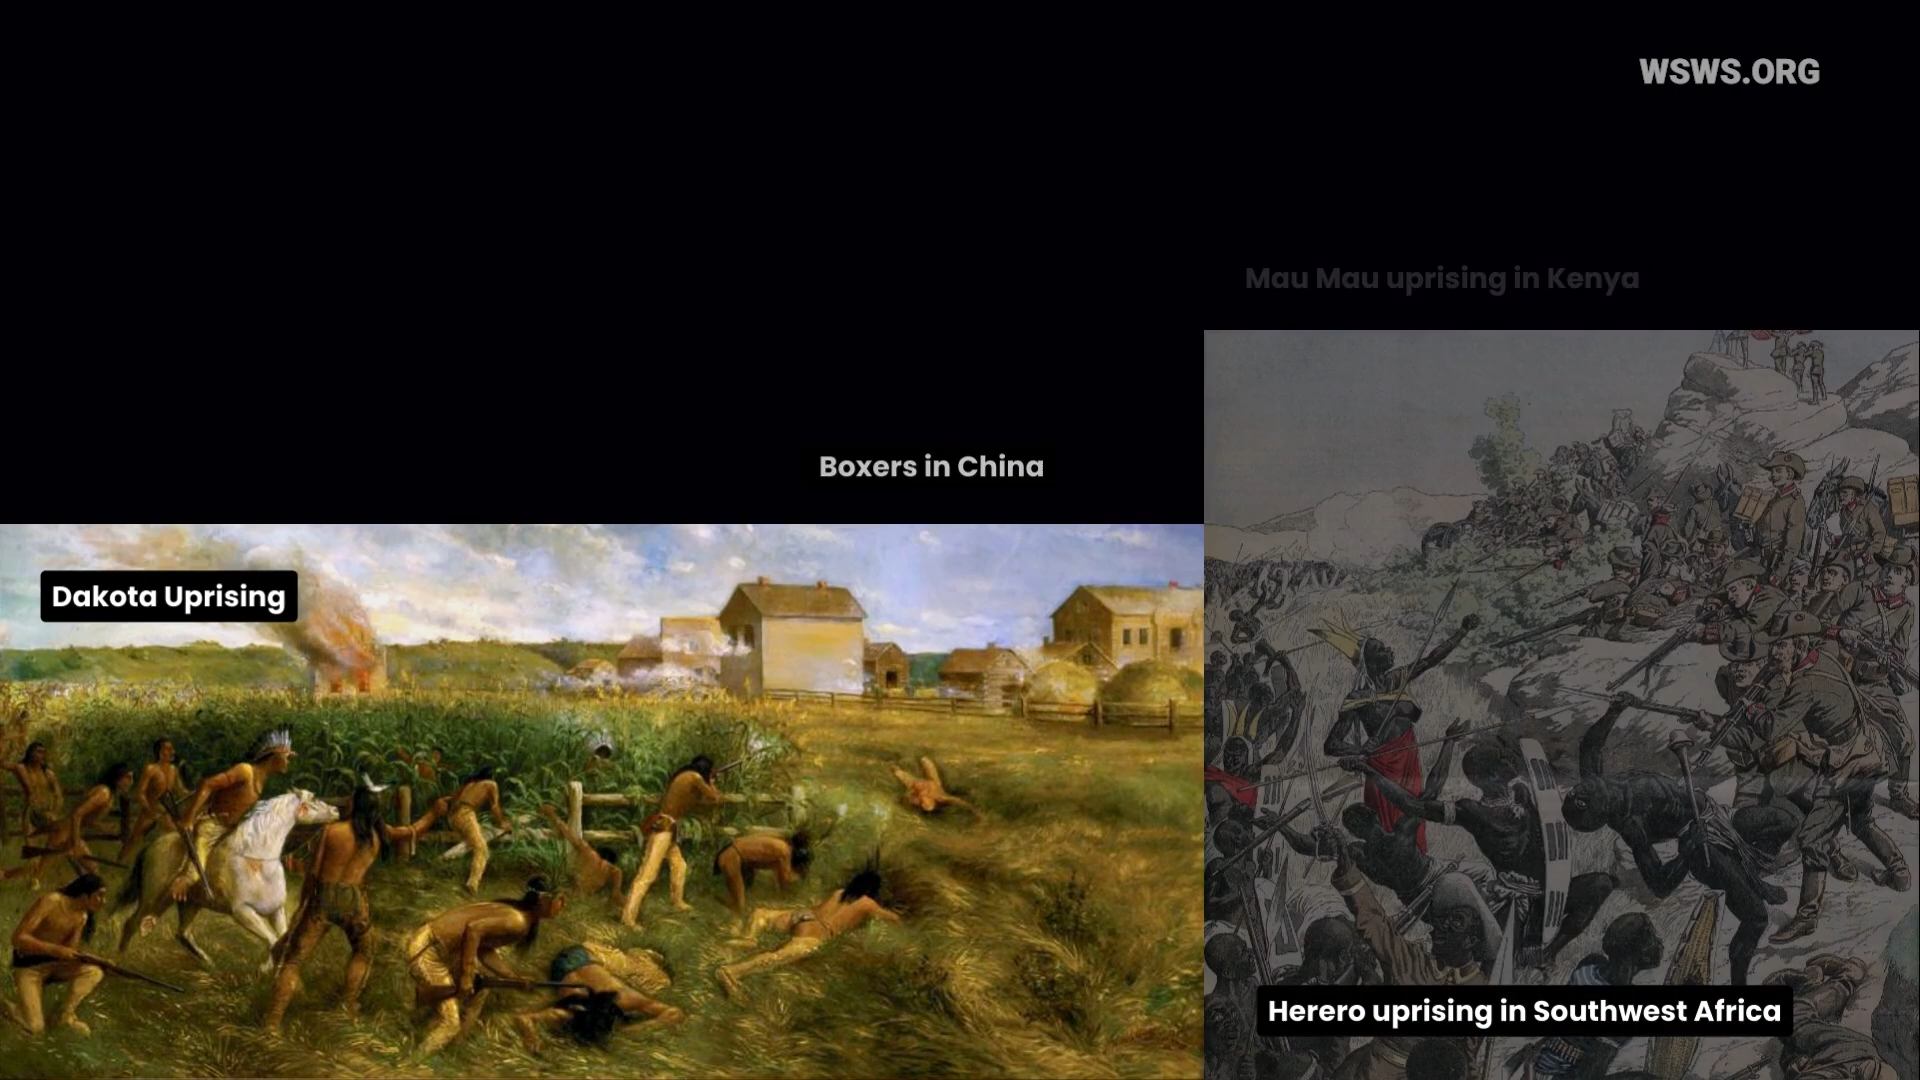 WSWS.ORG
Mau Mau uprising in Kenya
Boxers in China
Dakota Uprising
Herero uprising in Southwest Africa